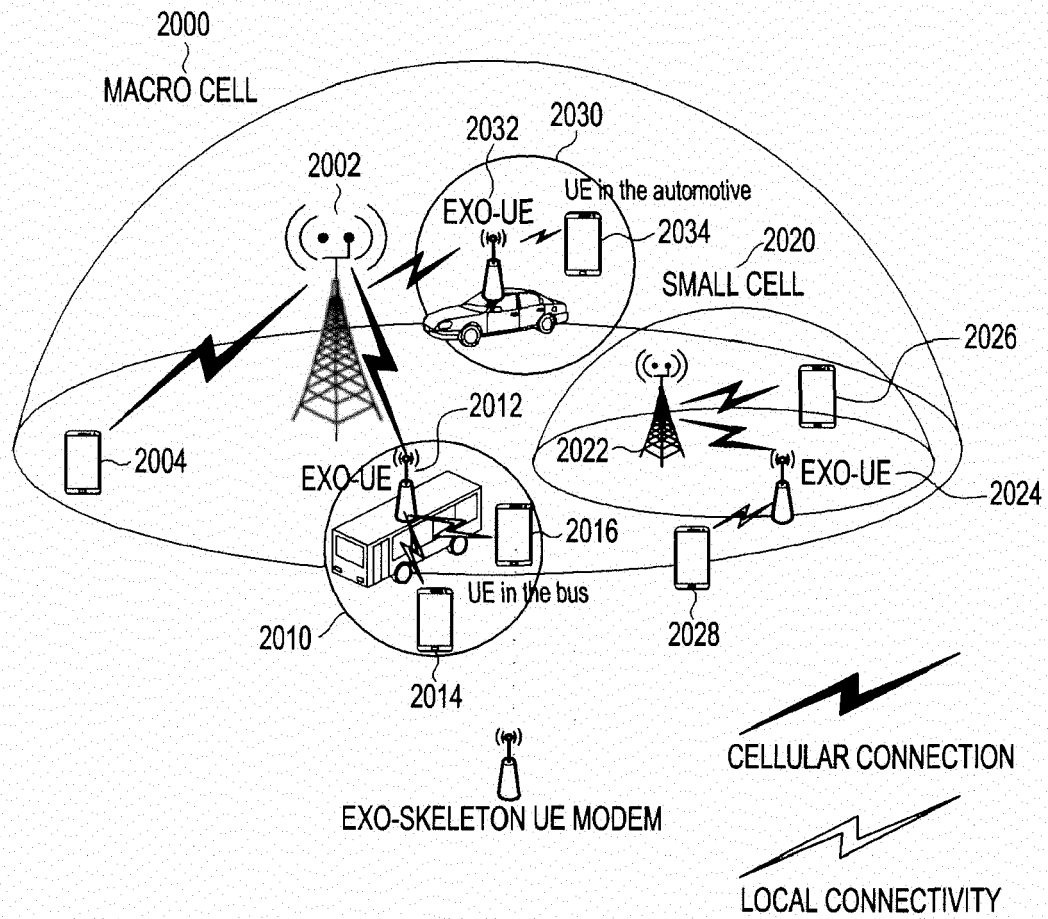 2000
MACRO CELL
2032
2030
2002
UE in the automotive
EXO-UE
2034
2020
SMALL CELL
2026
2012
2004
2022
EXO-UE
EXO-UE
2024
2016
UE in the bus
2010
2028
2014
CELLULAR CONNECTION
EXO-SKELETON UE MODEM
LOCAL CONNECTIVITY